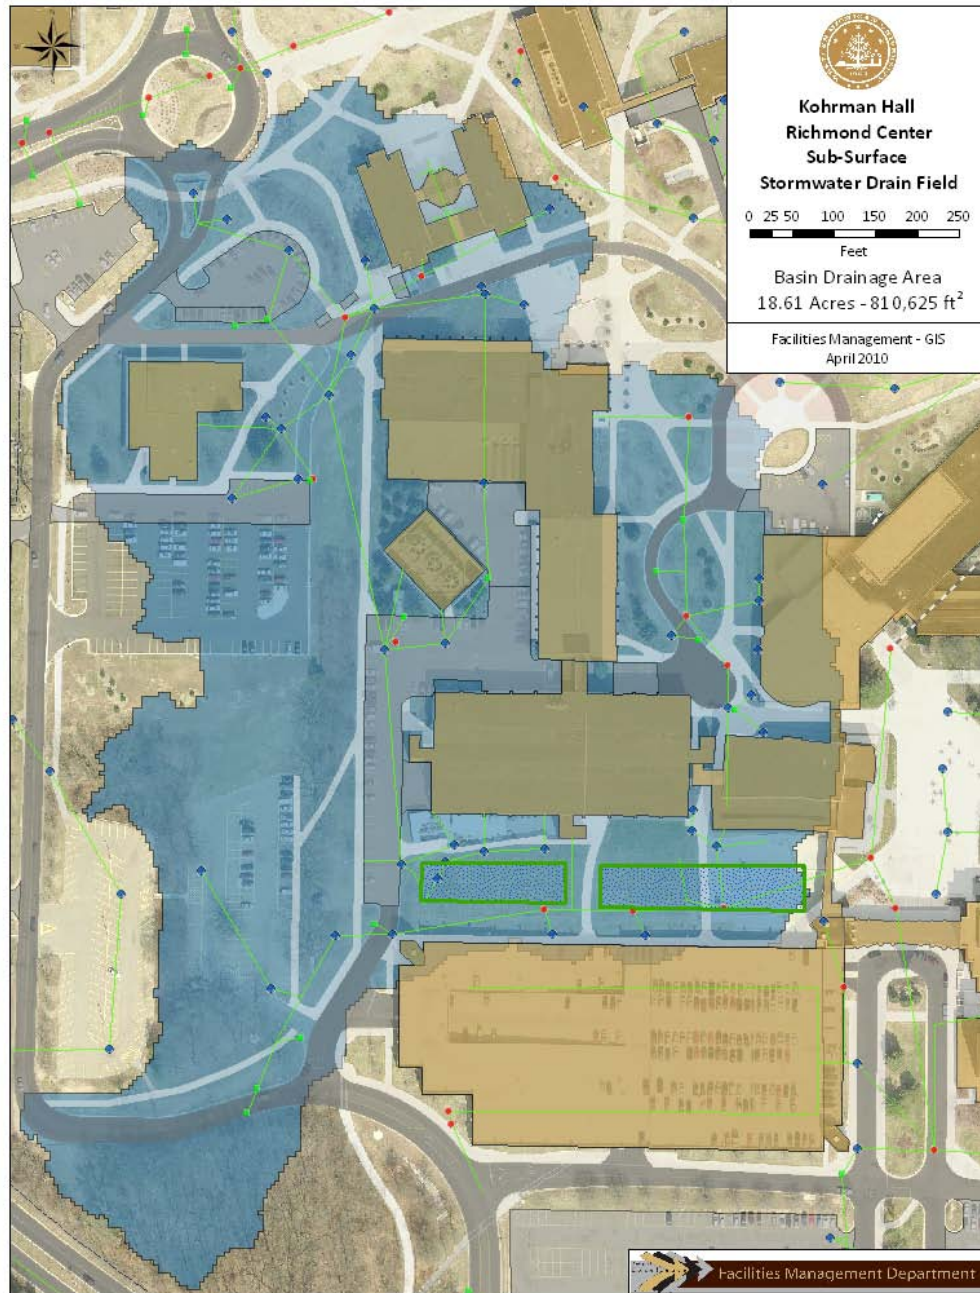 Kohrman Hall
Richmond Center
Sub-Surface
Stormwater Drain Field
0 25 50 100 150 200 250
Feet
Basin Drainage Area
18.61 Acres - 810,625 ft²
Facilities Management - GIS
April 2010
Facilities Management Department